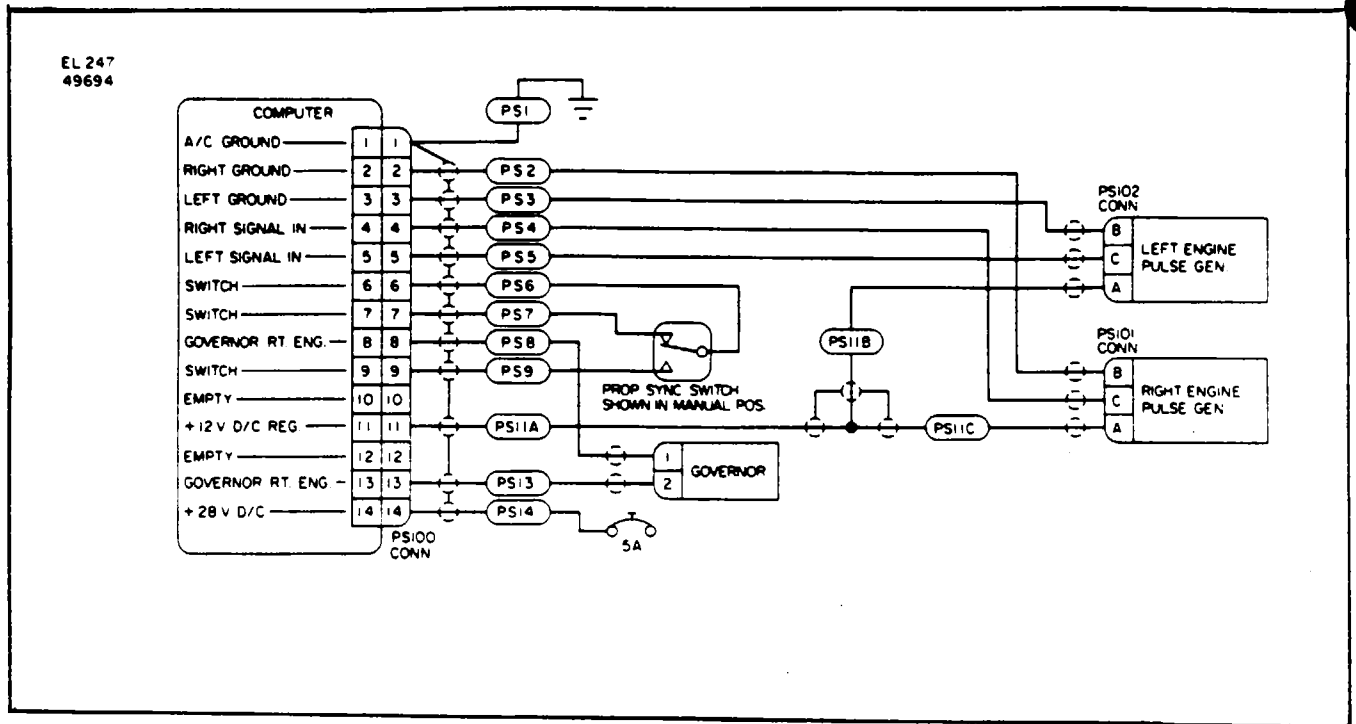 EL 247
49694
COMPUTER
A/C GROUND 1 1 PS1
RIGHT GROUND 2 2 PS2
LEFT GROUND 3 3 PS3
RIGHT SIGNAL IN 4 4 PS4
LEFT SIGNAL IN 5 5 PS5
SWITCH 6 6 PS6
SWITCH 7 7 PS7
GOVERNOR RT. ENG. 8 8 PS8
SWITCH 9 9 PS9
EMPTY 10 10
+12 V D/C REG. 11 11 PS11A
EMPTY 12 12
GOVERNOR RT. ENG 13 13 PS13
+28 V D/C 14 14 PS14
PS100
CONN
PROP SYNC SWITCH
SHOWN IN MANUAL POS.
1
2
GOVERNOR
5A
PS11B
PS11C
PS102
CONN
B
C
A
LEFT ENGINE
PULSE GEN.
PS101
CONN
B
C
A
RIGHT ENGINE
PULSE GEN